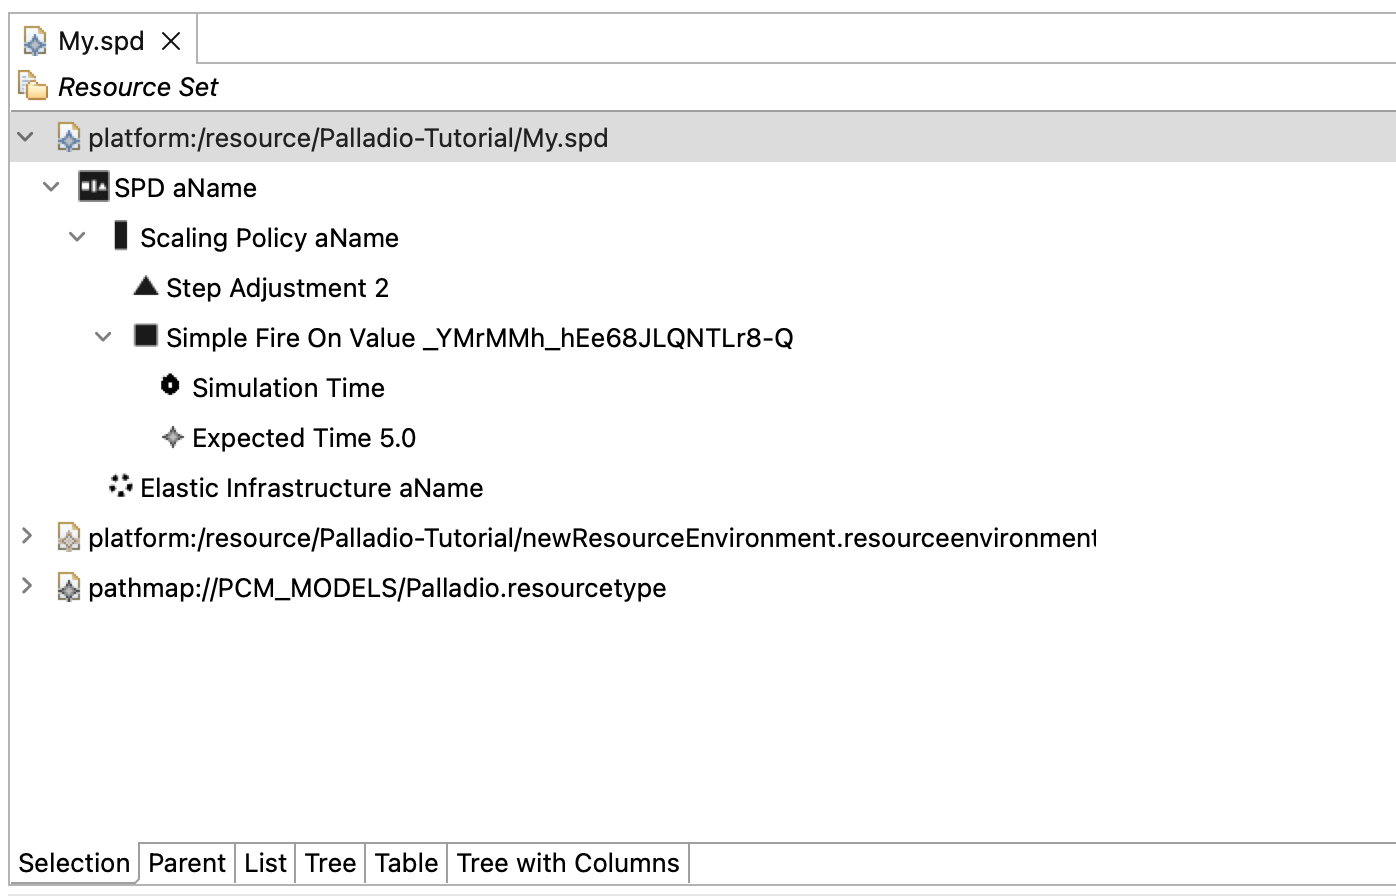 My.spd
Resource Set
platform:/resource/Palladio-Tutorial/My.spd
SPD aName
Scaling Policy aName
Step Adjustment 2
Simple Fire On Value _YMrMMh_hEe68JLQNTLr8-Q
Simulation Time
Expected Time 5.0
Elastic Infrastructure aName
platform:/resource/Palladio-Tutorial/newResourceEnvironment.resourceenvironment
pathmap://PCM_MODELS/Palladio.resourcetype
Selection Parent List Tree Table Tree with Columns